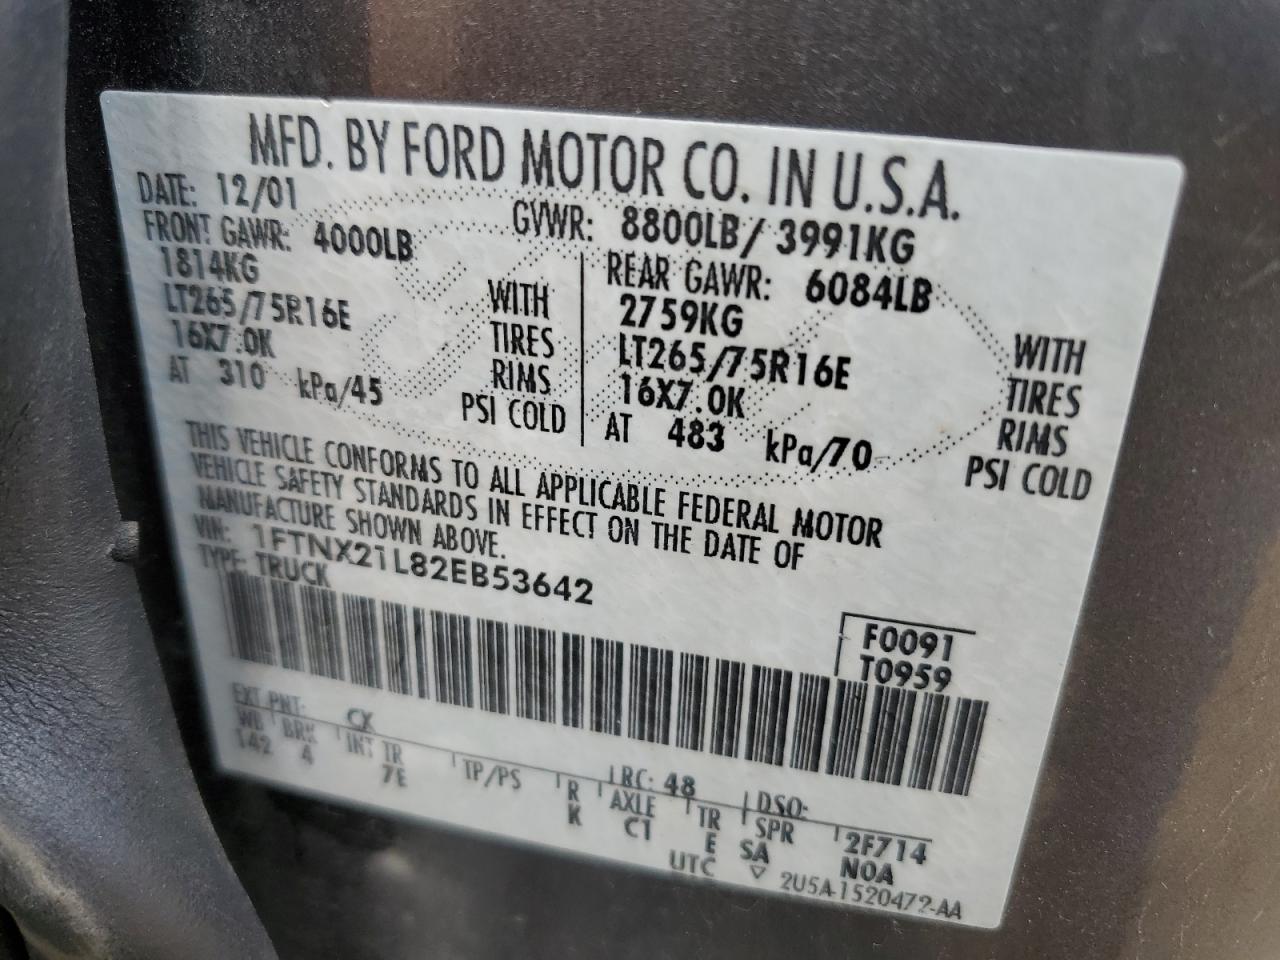 MFD. BY FORD MOTOR CO. IN U.S.A.
DATE: 12/01 GVWR: 8800LB/ 3991KG
FRONT GAWR: 4000LB REAR GAWR: 6084LB
1814KG WITH 2759KG WITH
LT265/75R16E TIRES LT265/75R16E TIRES
16X7.0K RIMS 16X7.0K RIMS
AT 310 kPa/45 PSI COLD AT 483 kPa/70 PSI COLD
THIS VEHICLE CONFORMS TO ALL APPLICABLE FEDERAL MOTOR
VEHICLE SAFETY STANDARDS IN EFFECT ON THE DATE OF
MANUFACTURE SHOWN ABOVE.
VIN: 1FTNX21L82EB53642
TYPE: TRUCK
F0091
T0959
EXT PNT: CX RC: 48 DSO:
WB BRK INT TR TP/PS R AXLE TR SPR 2F714
142 4 7E K C1 E SA N0A
UTC ▽ 2U5A-1520472-AA